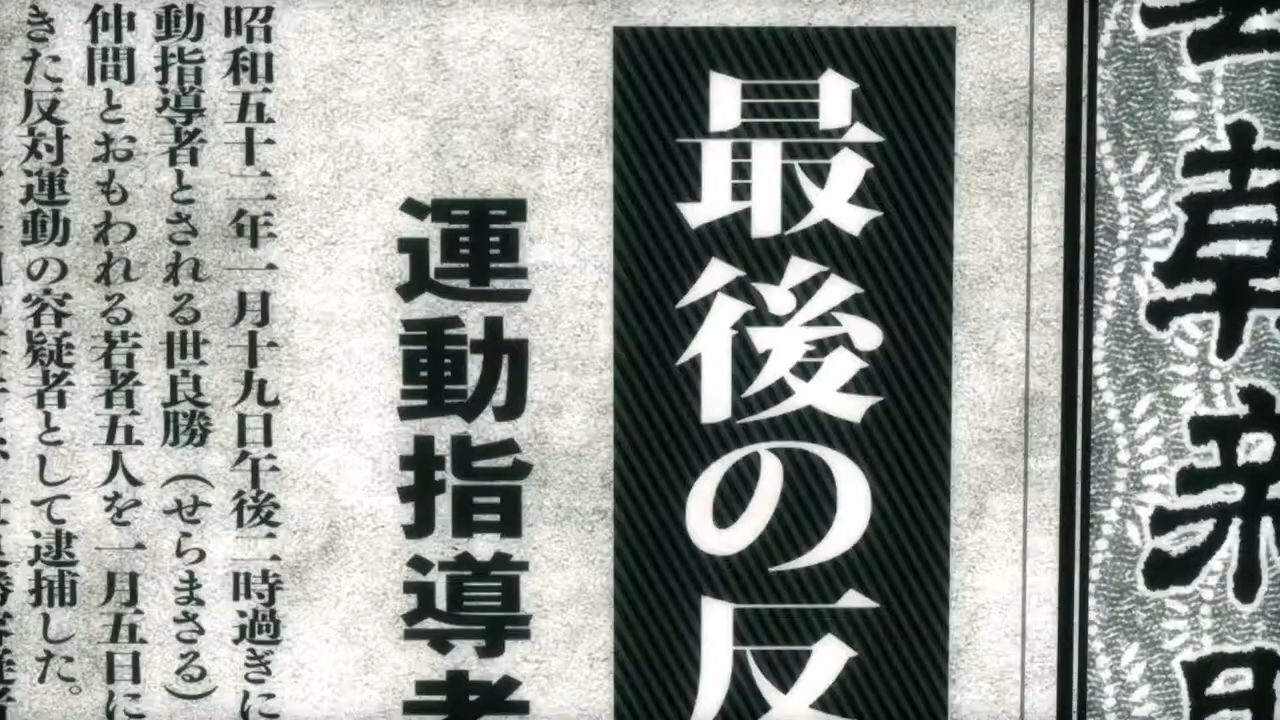 最後の反
運動指導者
昭和五十二年一月十九日午後二時過ぎに
動指導者とされる世良勝(せらまさる)
仲間とおもわれる若者五人を一月五日に
きた反対運動の容疑者として逮捕した。